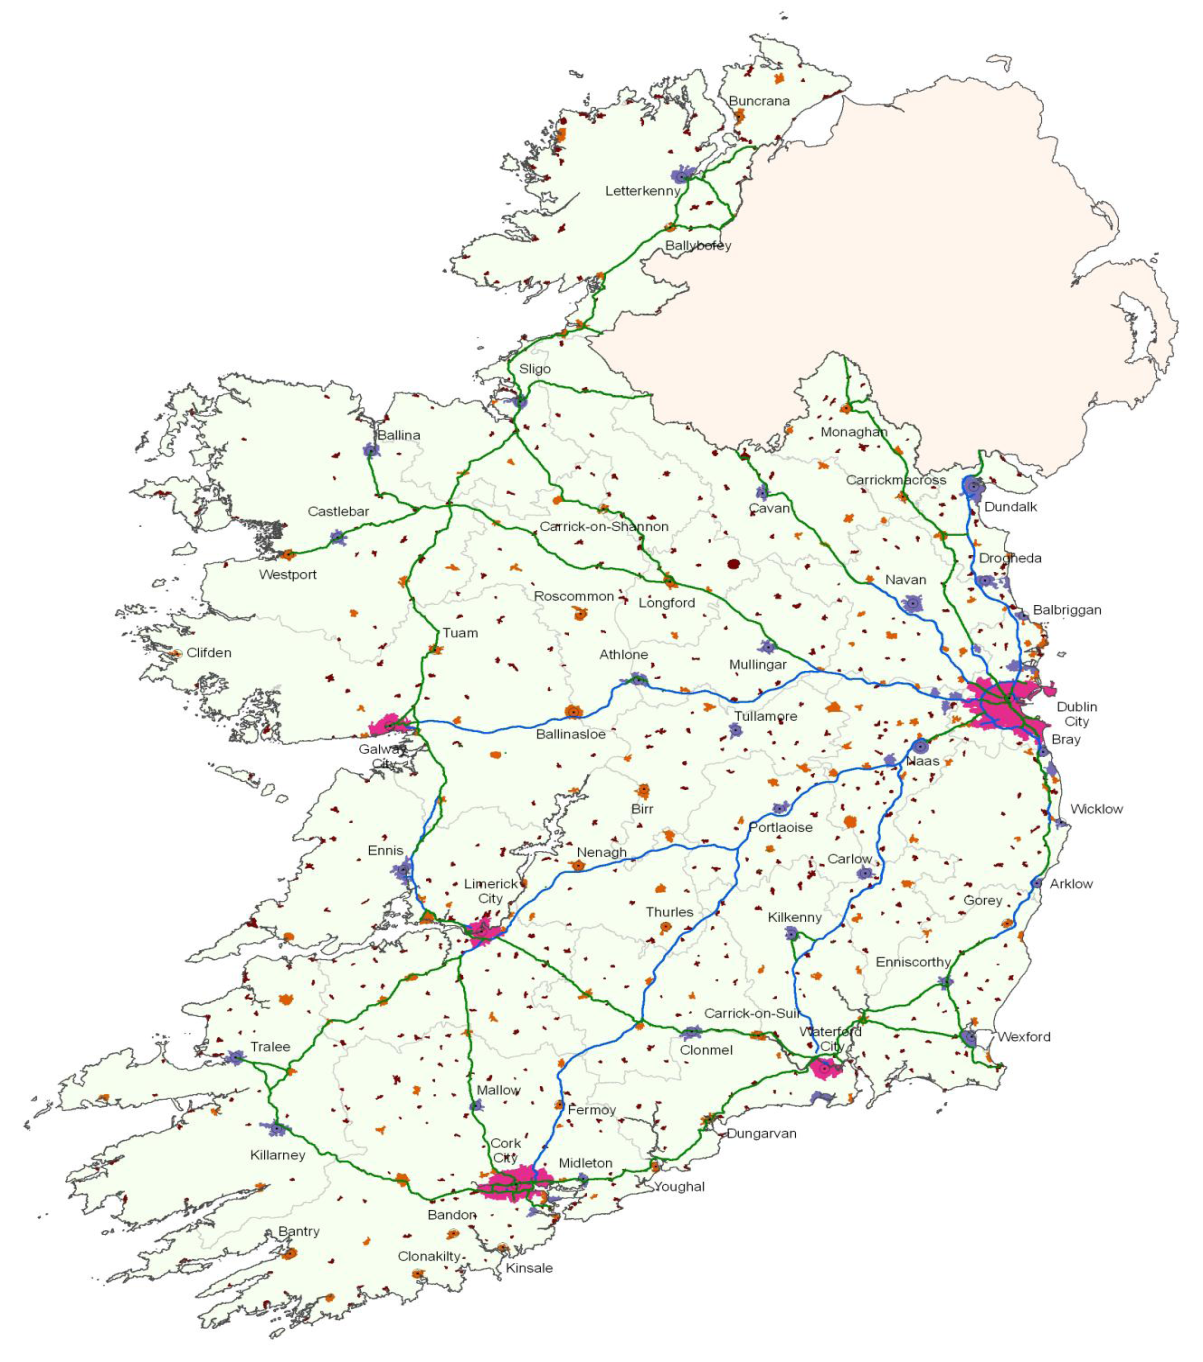 Buncrana
Letterkenny
Ballybofey
Sligo
Ballina
Monaghan
Carrickmacross
Castlebar
Cavan
Dundalk
Carrick-on-Shannon
Drogheda
Westport
Navan
Roscommon
Longford
Balbriggan
Tuam
Clifden
Athlone
Mullingar
Dublin
City
Tullamore
Ballinasloe
Bray
Galway
City
Naas
Birr
Wicklow
Portlaoise
Ennis
Nenagh
Carlow
Limerick
City
Arklow
Gorey
Thurles
Kilkenny
Enniscorthy
Carrick-on-Suir
Waterford
City
Wexford
Clonmel
Tralee
Mallow
Fermoy
Dungarvan
Cork
City
Killarney
Midleton
Youghal
Bandon
Bantry
Clonakilty
Kinsale